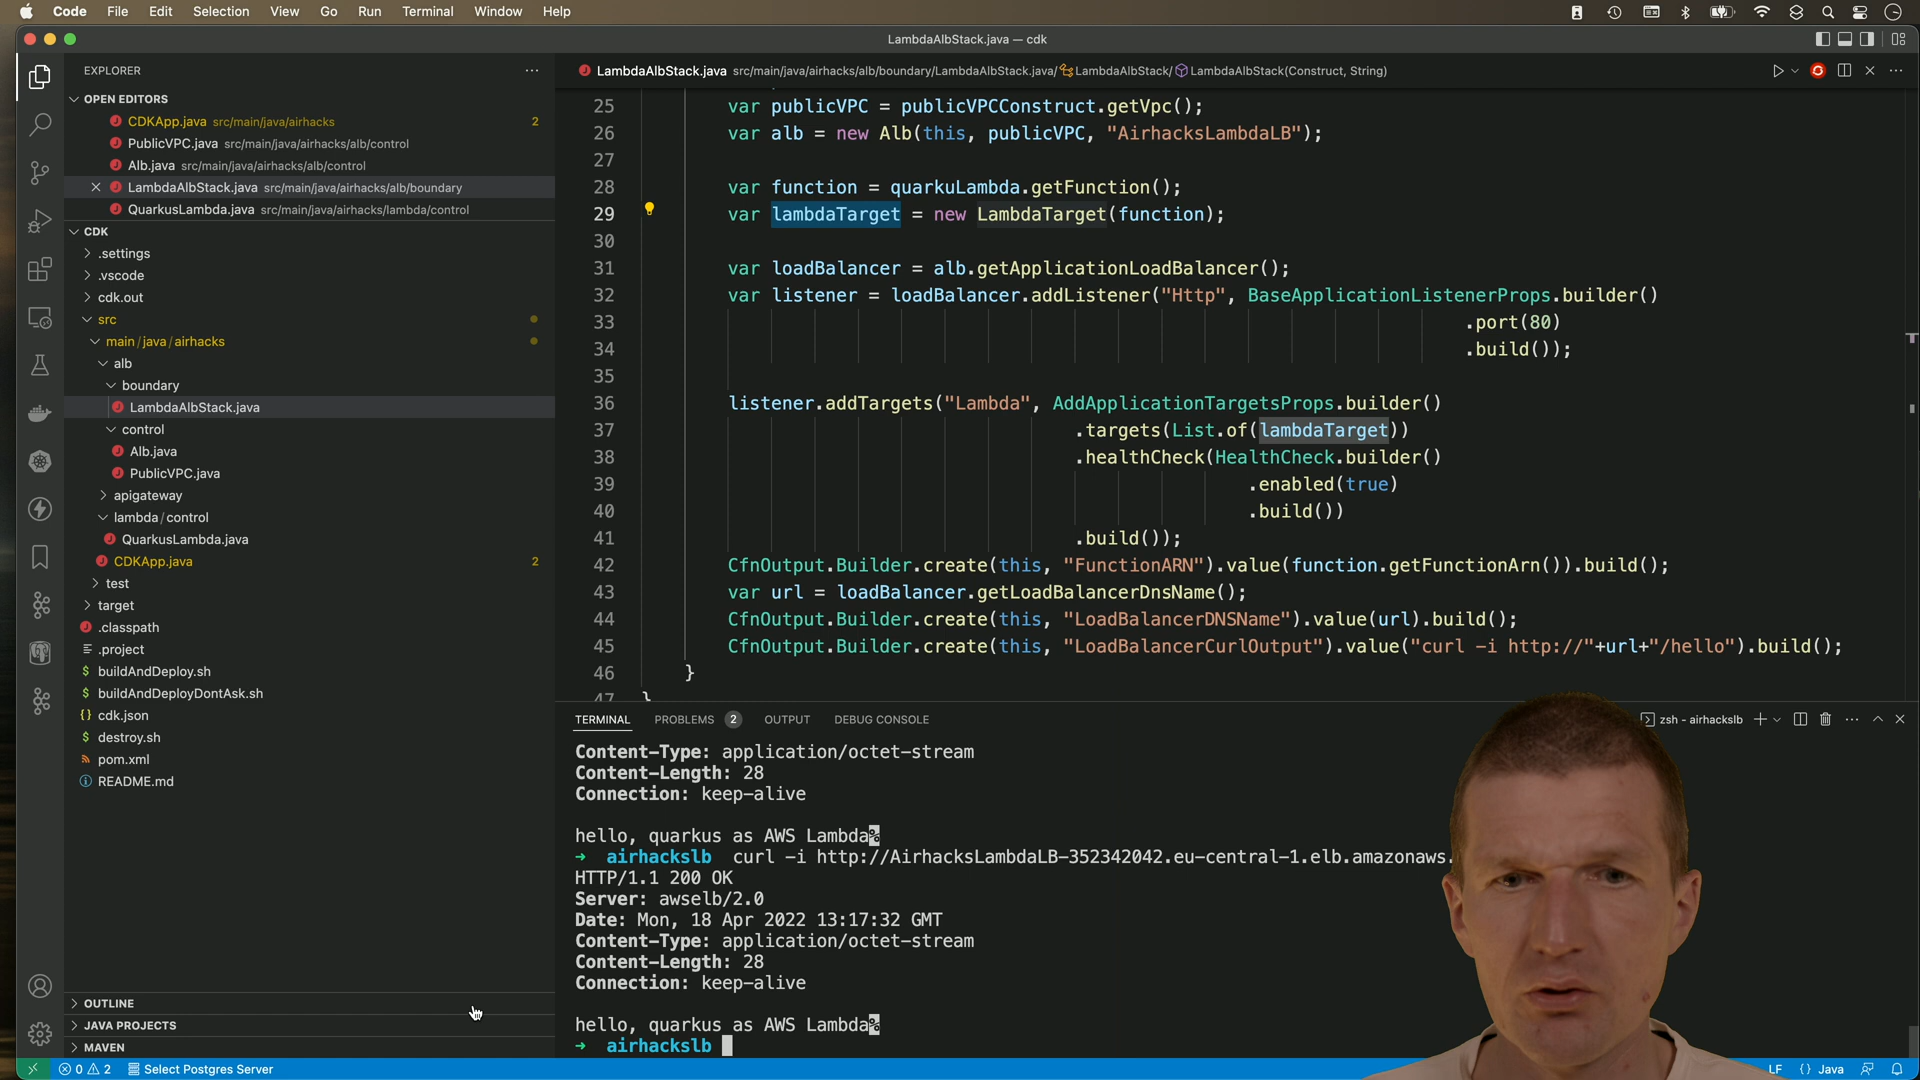 Code File Edit Selection View Go Run Terminal Window Help
LambdaAlbStack.java — cdk
EXPLORER
OPEN EDITORS
CDKApp.java src/main/java/airhacks 2
PublicVPC.java src/main/java/airhacks/alb/control
Alb.java src/main/java/airhacks/alb/control
LambdaAlbStack.java src/main/java/airhacks/alb/boundary
QuarkusLambda.java src/main/java/airhacks/lambda/control
CDK
.settings
.vscode
cdk.out
src
main/java/airhacks
alb
boundary
LambdaAlbStack.java
control
Alb.java
PublicVPC.java
apigateway
lambda/control
QuarkusLambda.java
CDKApp.java 2
test
target
.classpath
.project
$ buildAndDeploy.sh
$ buildAndDeployDontAsk.sh
{} cdk.json
$ destroy.sh
pom.xml
README.md
OUTLINE
JAVA PROJECTS
MAVEN
LambdaAlbStack.java src/main/java/airhacks/alb/boundary/LambdaAlbStack.java/ LambdaAlbStack/ LambdaAlbStack(Construct, String)
25 var publicVPC = publicVPCConstruct.getVpc();
26 var alb = new Alb(this, publicVPC, "AirhacksLambdaLB");
27
28 var function = quarkuLambda.getFunction();
29 var lambdaTarget = new LambdaTarget(function);
30
31 var loadBalancer = alb.getApplicationLoadBalancer();
32 var listener = loadBalancer.addListener("Http", BaseApplicationListenerProps.builder()
33 .port(80)
34 .build());
35
36 listener.addTargets("Lambda", AddApplicationTargetsProps.builder()
37 .targets(List.of(lambdaTarget))
38 .healthCheck(HealthCheck.builder()
39 .enabled(true)
40 .build())
41 .build());
42 CfnOutput.Builder.create(this, "FunctionARN").value(function.getFunctionArn()).build();
43 var url = loadBalancer.getLoadBalancerDnsName();
44 CfnOutput.Builder.create(this, "LoadBalancerDNSName").value(url).build();
45 CfnOutput.Builder.create(this, "LoadBalancerCurlOutput").value("curl -i http://"+url+"/hello").build();
46 }
47 }
TERMINAL PROBLEMS 2 OUTPUT DEBUG CONSOLE zsh - airhackslb
Content-Type: application/octet-stream
Content-Length: 28
Connection: keep-alive
hello, quarkus as AWS Lambda%
→ airhackslb curl -i http://AirhacksLambdaLB-352342042.eu-central-1.elb.amazonaws.
HTTP/1.1 200 OK
Server: awselb/2.0
Date: Mon, 18 Apr 2022 13:17:32 GMT
Content-Type: application/octet-stream
Content-Length: 28
Connection: keep-alive
hello, quarkus as AWS Lambda%
→ airhackslb
0 2 Select Postgres Server LF {} Java